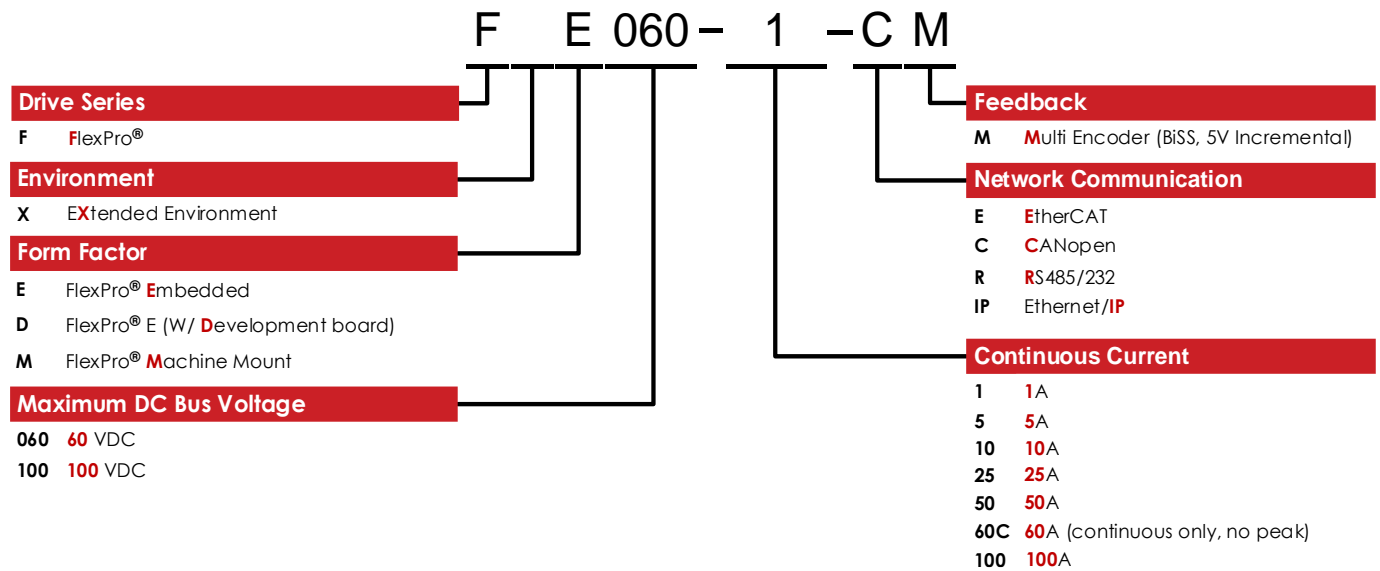 F E 060 – 1 – C M
Drive Series
F FlexPro®
Environment
X EXtended Environment
Form Factor
E FlexPro® Embedded
D FlexPro® E (W/ Development board)
M FlexPro® Machine Mount
Maximum DC Bus Voltage
060 60 VDC
100 100 VDC
Feedback
M Multi Encoder (BiSS, 5V Incremental)
Network Communication
E EtherCAT
C CANopen
R RS485/232
IP Ethernet/IP
Continuous Current
1 1A
5 5A
10 10A
25 25A
50 50A
60C 60A (continuous only, no peak)
100 100A